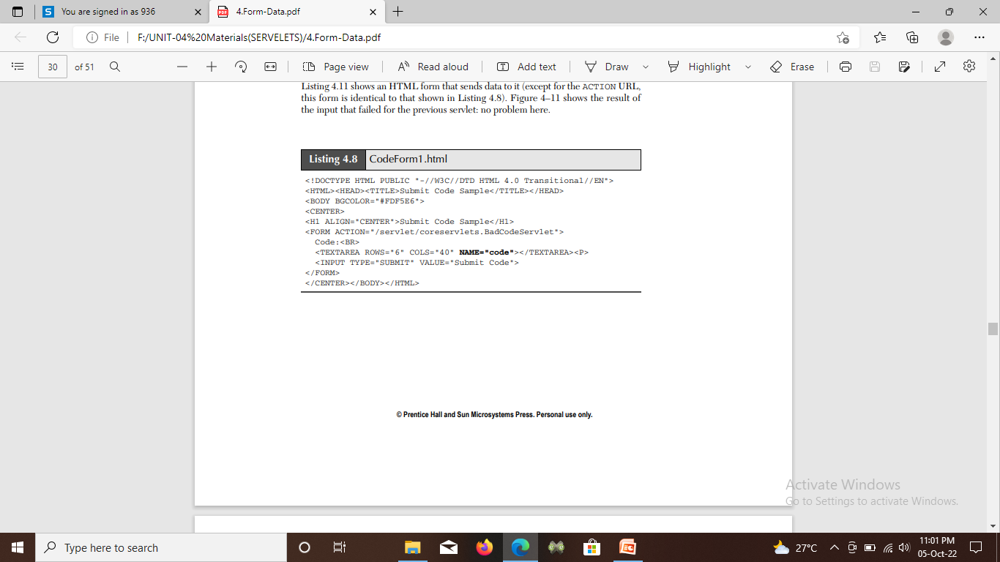 You are signed in as 936
4.Form-Data.pdf
File
F:/UNIT-04%20Materials(SERVELETS)/4.Form-Data.pdf
30 of 51
Page view
Read aloud
Add text
Draw
Highlight
Erase
Listing 4.11 shows an HTML form that sends data to it (except for the ACTION URL,
this form is identical to that shown in Listing 4.8). Figure 4–11 shows the result of
the input that failed for the previous servlet: no problem here.
Listing 4.8 CodeForm1.html
<!DOCTYPE HTML PUBLIC "-//W3C//DTD HTML 4.0 Transitional//EN">
<HTML><HEAD><TITLE>Submit Code Sample</TITLE></HEAD>
<BODY BGCOLOR="#FDF5E6">
<CENTER>
<H1 ALIGN="CENTER">Submit Code Sample</H1>
<FORM ACTION="/servlet/coreservlets.BadCodeServlet">
Code:<BR>
<TEXTAREA ROWS="6" COLS="40" NAME="code"></TEXTAREA><P>
<INPUT TYPE="SUBMIT" VALUE="Submit Code">
</FORM>
</CENTER></BODY></HTML>
© Prentice Hall and Sun Microsystems Press. Personal use only.
Activate Windows
Go to Settings to activate Windows.
Type here to search
27°C
11:01 PM
05-Oct-22